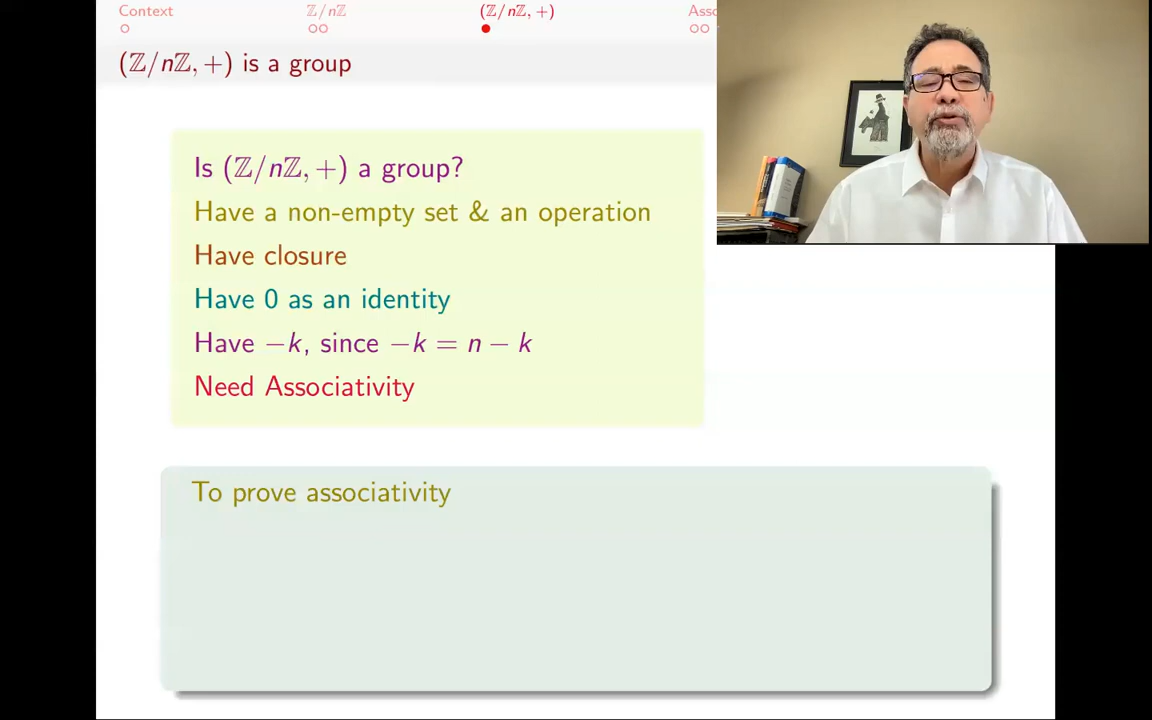 Context ℤ/nℤ (ℤ/nℤ, +) Asso
(ℤ/nℤ, +) is a group
Is (ℤ/nℤ, +) a group?
Have a non-empty set & an operation
Have closure
Have 0 as an identity
Have −k, since −k = n − k
Need Associativity
To prove associativity